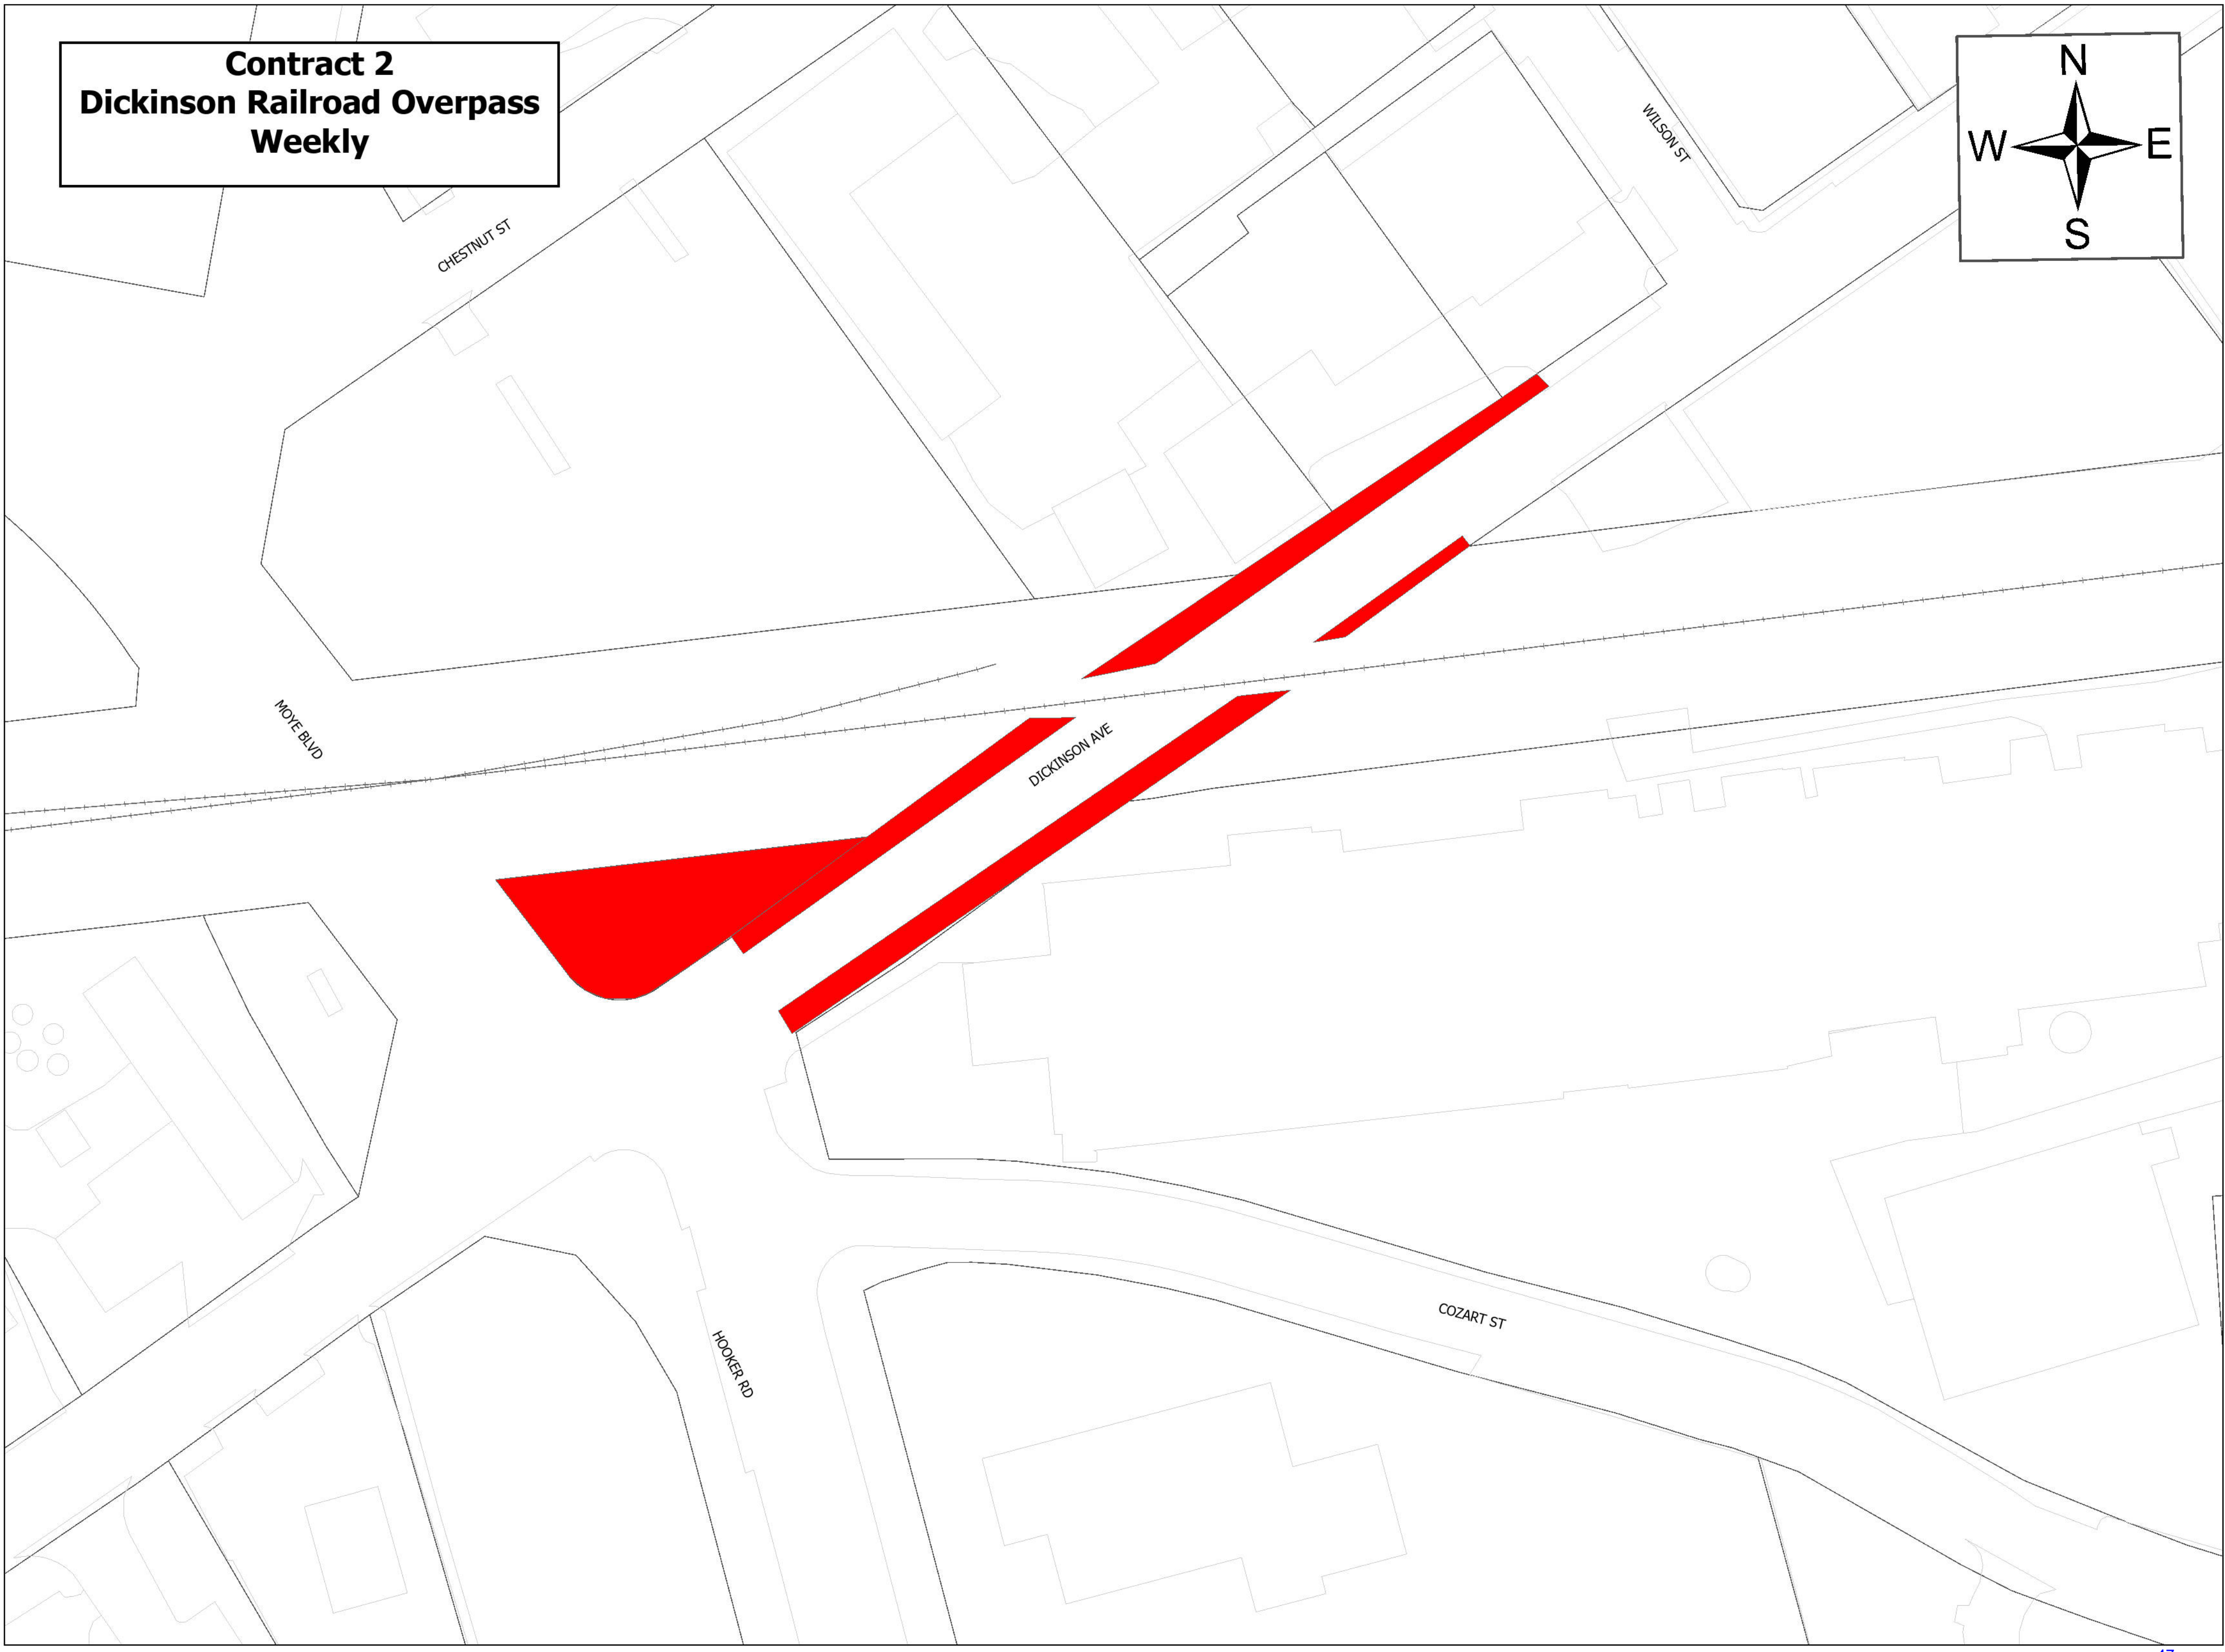 Contract 2
Dickinson Railroad Overpass
Weekly
N
W E
S
WILSON ST
CHESTNUT ST
MOYE BLVD
DICKINSON AVE
COZART ST
HOOKER RD